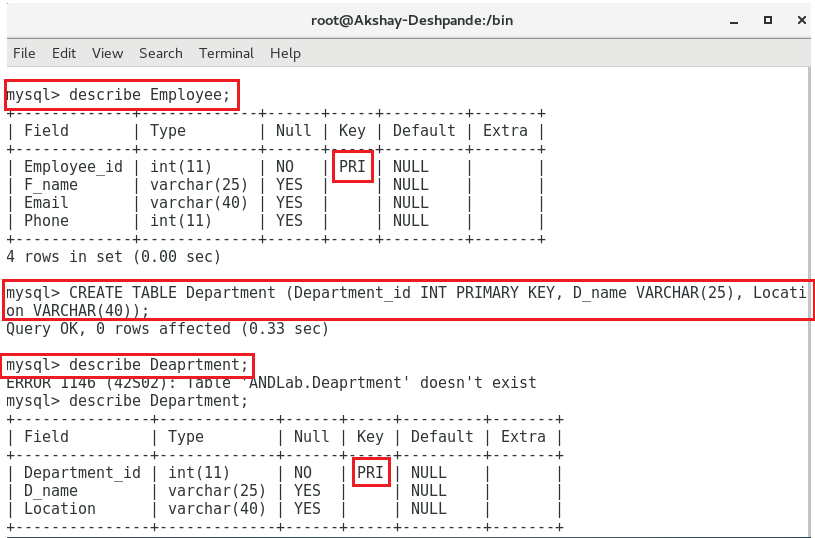 root@Akshay-Deshpande:/bin
File Edit View Search Terminal Help
mysql> describe Employee;
+-------------+-------------+------+-----+---------+-------+
| Field       | Type        | Null | Key | Default | Extra |
+-------------+-------------+------+-----+---------+-------+
| Employee_id | int(11)     | NO   | PRI | NULL    |       |
| F_name      | varchar(25) | YES  |     | NULL    |       |
| Email       | varchar(40) | YES  |     | NULL    |       |
| Phone       | int(11)     | YES  |     | NULL    |       |
+-------------+-------------+------+-----+---------+-------+
4 rows in set (0.00 sec)
mysql> CREATE TABLE Department (Department_id INT PRIMARY KEY, D_name VARCHAR(25), Locati
on VARCHAR(40));
Query OK, 0 rows affected (0.33 sec)
mysql> describe Deaprtment;
ERROR 1146 (42S02): Table 'ANDLab.Deaprtment' doesn't exist
mysql> describe Department;
+---------------+-------------+------+-----+---------+-------+
| Field         | Type        | Null | Key | Default | Extra |
+---------------+-------------+------+-----+---------+-------+
| Department_id | int(11)     | NO   | PRI | NULL    |       |
| D_name        | varchar(25) | YES  |     | NULL    |       |
| Location      | varchar(40) | YES  |     | NULL    |       |
+---------------+-------------+------+-----+---------+-------+